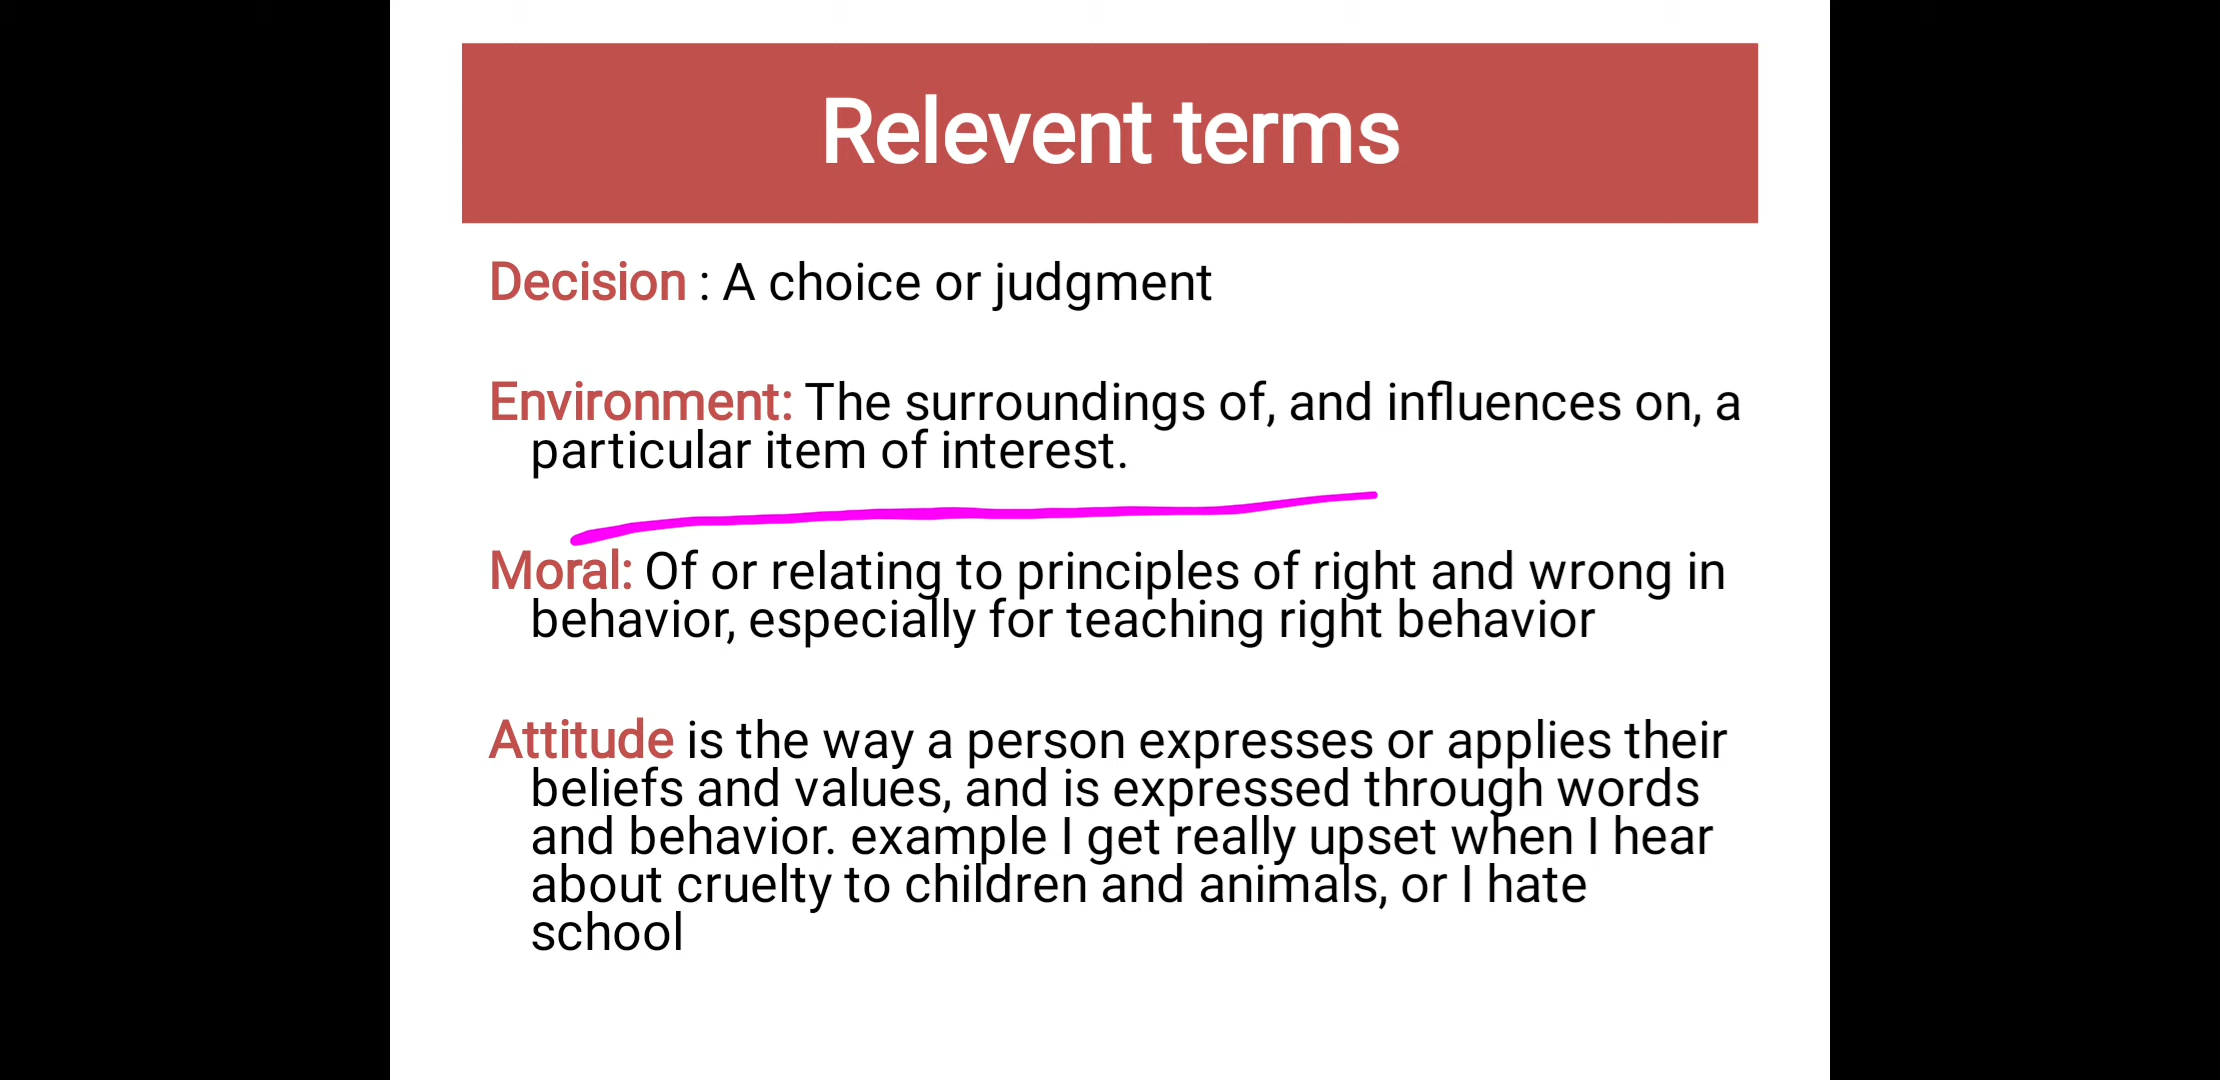 Relevent terms
Decision : A choice or judgment
Environment: The surroundings of, and influences on, a
particular item of interest.
Moral: Of or relating to principles of right and wrong in
behavior, especially for teaching right behavior
Attitude is the way a person expresses or applies their
beliefs and values, and is expressed through words
and behavior. example I get really upset when I hear
about cruelty to children and animals, or I hate
school